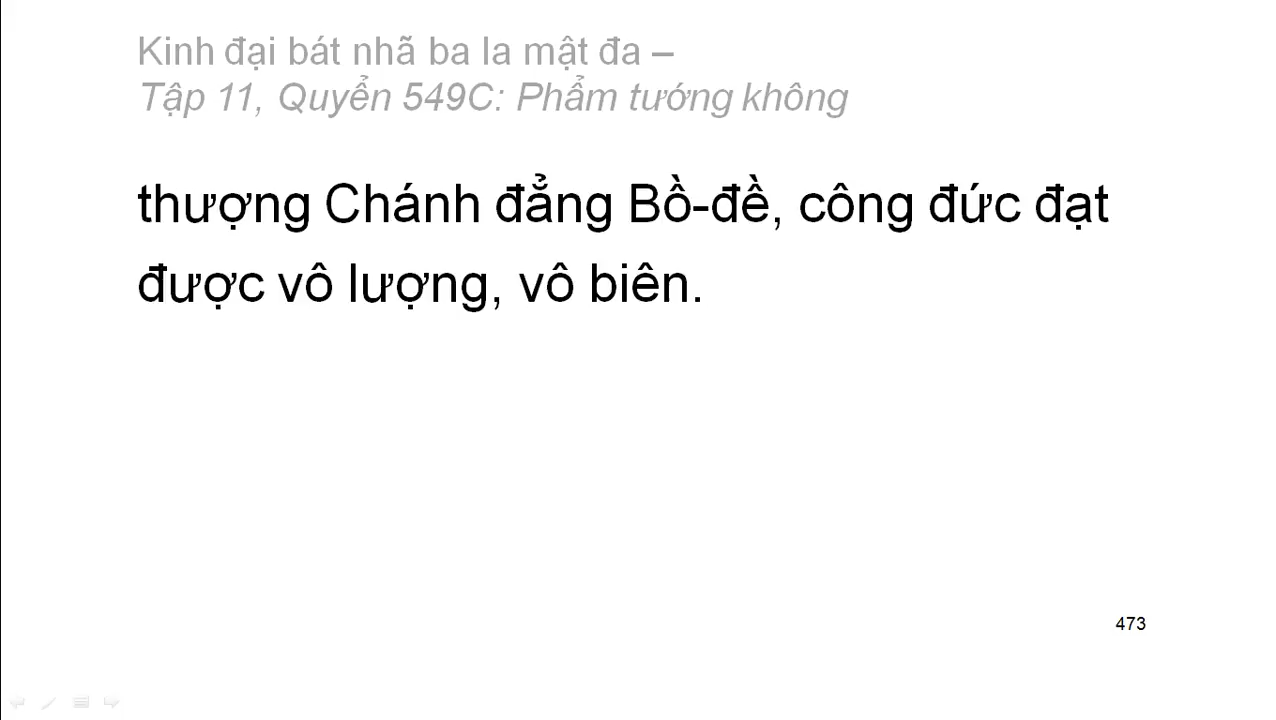 Kinh đại bát nhã ba la mật đa –
Tập 11, Quyển 549C: Phẩm tướng không
thượng Chánh đẳng Bồ-đề, công đức đạt
được vô lượng, vô biên.
473